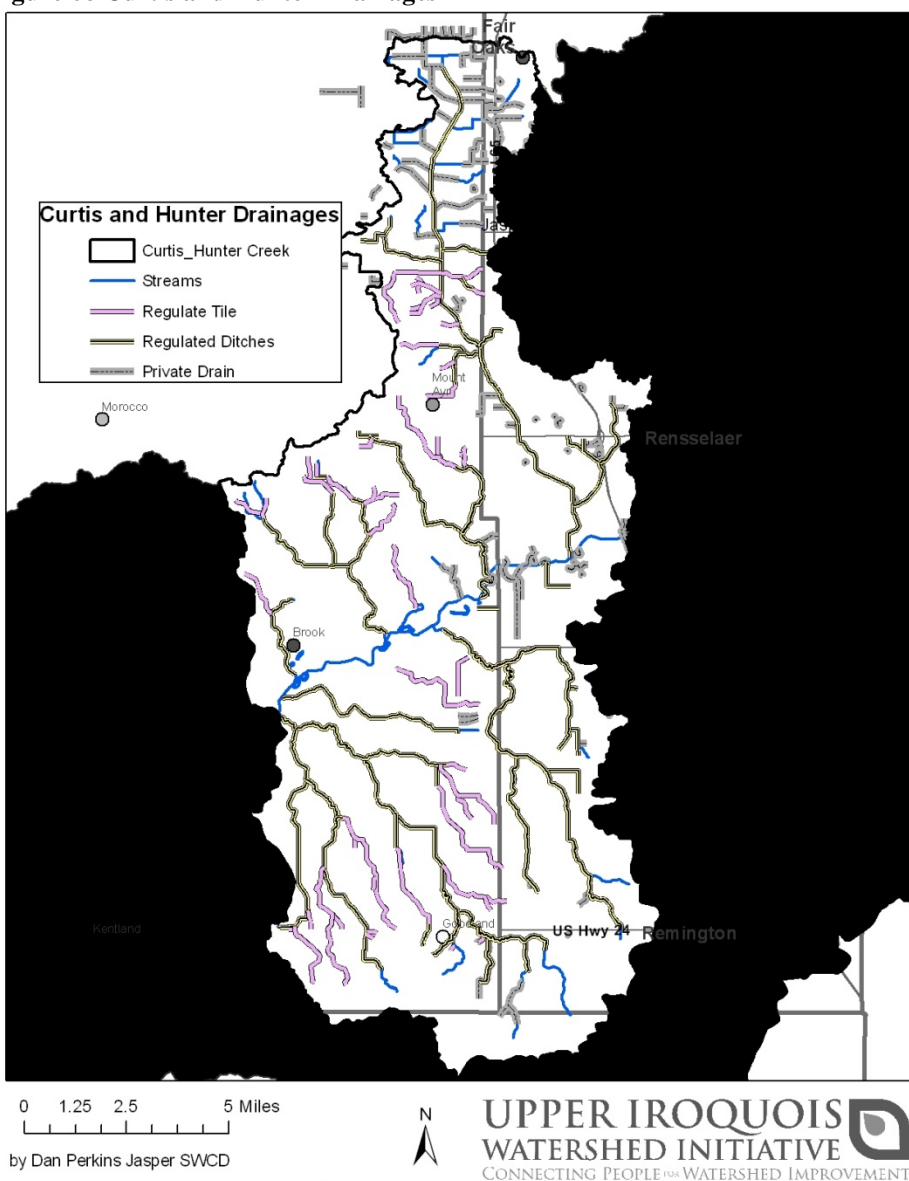 Fair
Oaks
Curtis and Hunter Drainages
Curtis_Hunter Creek
Streams
Regulate Tile
Regulated Ditches
Private Drain
Mount
Ayr
Morocco
Rensselaer
Brook
Kentland
Goodland
US Hwy 24
Remington
0 1.25 2.5 5 Miles
N
by Dan Perkins Jasper SWCD
UPPER IROQUOIS
WATERSHED INITIATIVE
CONNECTING PEOPLE FOR WATERSHED IMPROVEMENT